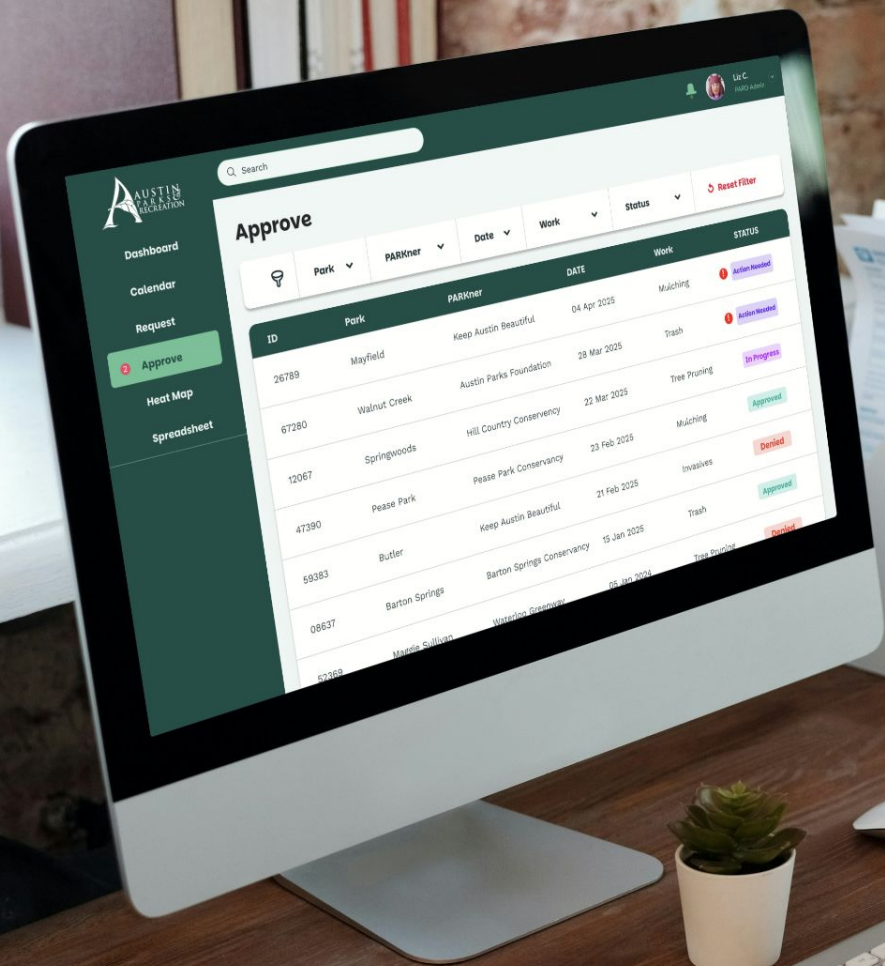 AUSTIN
PARKS &
RECREATION
Search
Liz C.
PARD Admin
Dashboard
Calendar
Request
2 Approve
Heat Map
Spreadsheet
Approve
Park PARKner Date Work Status Reset Filter
ID Park PARKner DATE Work STATUS
26789 Mayfield Keep Austin Beautiful 04 Apr 2025 Mulching ! Action Needed
67280 Walnut Creek Austin Parks Foundation 28 Mar 2025 Trash ! Action Needed
12067 Springwoods Hill Country Conservency 22 Mar 2025 Tree Pruning In Progress
47390 Pease Park Pease Park Conservancy 23 Feb 2025 Mulching Approved
59383 Butler Keep Austin Beautiful 21 Feb 2025 Invasives Denied
08637 Barton Springs Barton Springs Conservancy 15 Jan 2025 Trash Approved
52369 Maggie Sullivan Waterloo Greenway 05 Jan 2024 Tree Pruning Denied